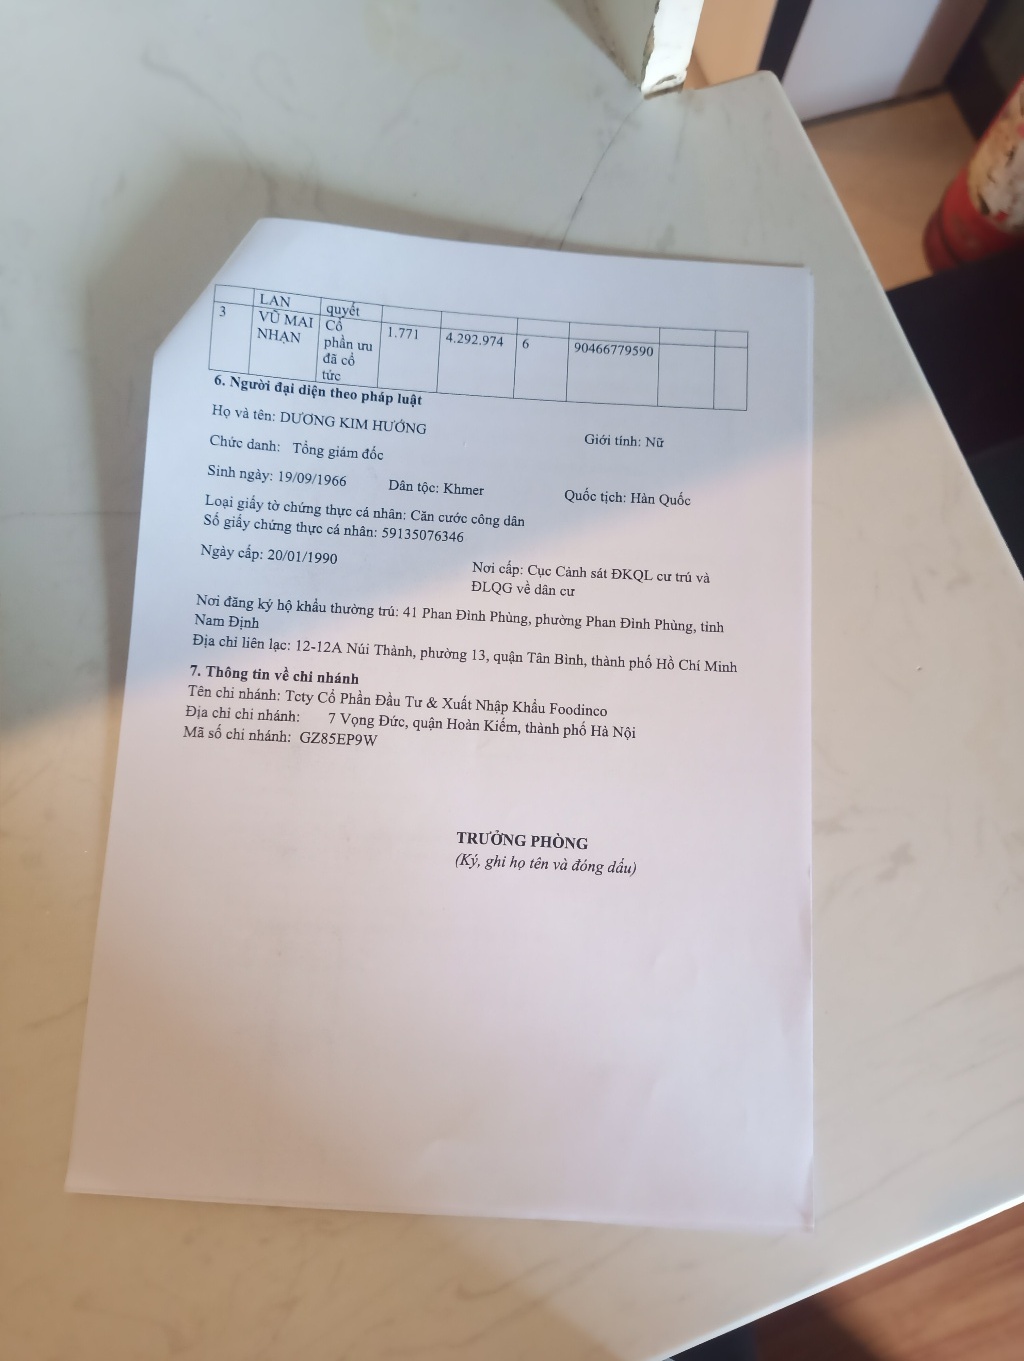 LAN quyết
3 VŨ MAI Cổ 1.771 4.292.974 6 90466779590
NHẠN phần ưu
đã cổ
tức
6. Người đại diện theo pháp luật
Họ và tên: DƯƠNG KIM HƯỚNG Giới tính: Nữ
Chức danh: Tổng giám đốc
Sinh ngày: 19/09/1966 Dân tộc: Khmer Quốc tịch: Hàn Quốc
Loại giấy tờ chứng thực cá nhân: Căn cước công dân
Số giấy chứng thực cá nhân: 59135076346
Ngày cấp: 20/01/1990 Nơi cấp: Cục Cảnh sát ĐKQL cư trú và
ĐLQG về dân cư
Nơi đăng ký hộ khẩu thường trú: 41 Phan Đình Phùng, phường Phan Đình Phùng, tỉnh
Nam Định
Địa chỉ liên lạc: 12-12A Núi Thành, phường 13, quận Tân Bình, thành phố Hồ Chí Minh
7. Thông tin về chi nhánh
Tên chi nhánh: Tcty Cổ Phần Đầu Tư & Xuất Nhập Khẩu Foodinco
Địa chỉ chi nhánh: 7 Vọng Đức, quận Hoàn Kiếm, thành phố Hà Nội
Mã số chi nhánh: GZ85EP9W
TRƯỞNG PHÒNG
(Ký, ghi họ tên và đóng dấu)